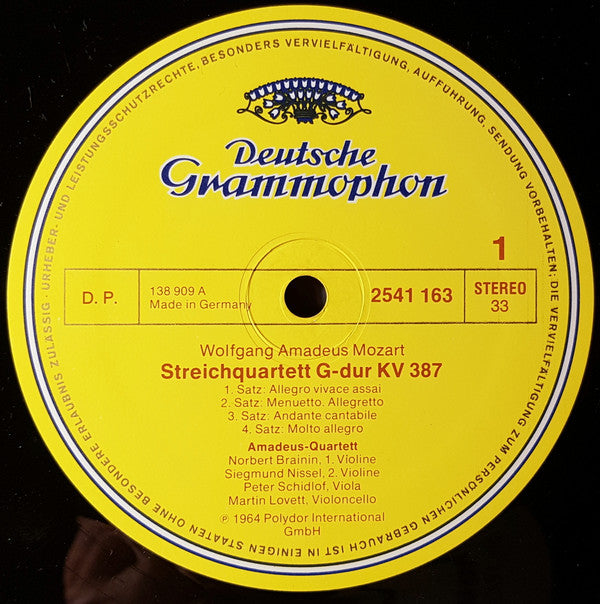 URHEBER- UND LEISTUNGSSCHUTZRECHTE, BESONDERS VERVIELFÄLTIGUNG, AUFFÜHRUNG, SENDUNG VORBEHALTEN; DIE VERVIELFÄLTIGUNG ZUM PERSÖNLICHEN GEBRAUCH IST IN EINIGEN STAATEN OHNE BESONDERE ERLAUBNIS ZULÄSSIG ·
Deutsche
Grammophon
1
D. P.
138 909 A
Made in Germany
2541 163
STEREO
33
Wolfgang Amadeus Mozart
Streichquartett G-dur KV 387
1. Satz: Allegro vivace assai
2. Satz: Menuetto. Allegretto
3. Satz: Andante cantabile
4. Satz: Molto allegro
Amadeus-Quartett
Norbert Brainin, 1. Violine
Siegmund Nissel, 2. Violine
Peter Schidlof, Viola
Martin Lovett, Violoncello
℗ 1964 Polydor International
GmbH